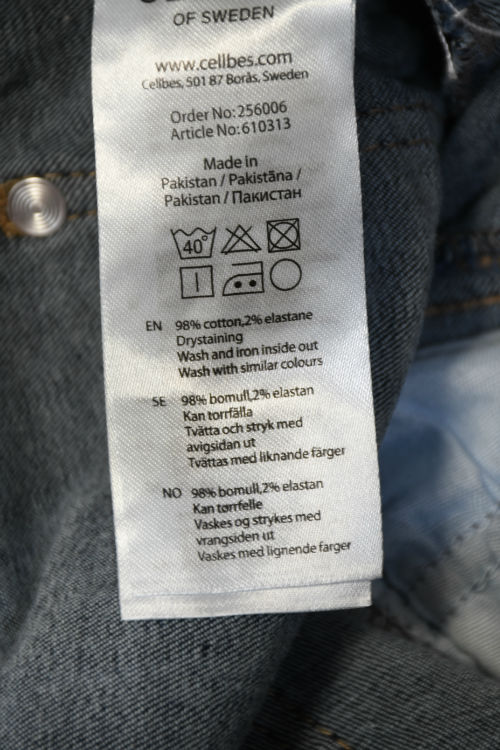 OF SWEDEN
www.cellbes.com
Cellbes, 501 87 Borås, Sweden
Order No: 256006
Article No: 610313
Made in
Pakistan / Pakistāna /
Pakistan / Пакистан
40°
EN 98% cotton,2% elastane
Drystaining
Wash and iron inside out
Wash with similar colours
SE 98% bomull,2% elastan
Kan torrfälla
Tvätta och stryk med
avigsidan ut
Tvättas med liknande färger
NO 98% bomull,2% elastan
Kan tørrfelle
Vaskes og strykes med
vrangsiden ut
Vaskes med lignende farger